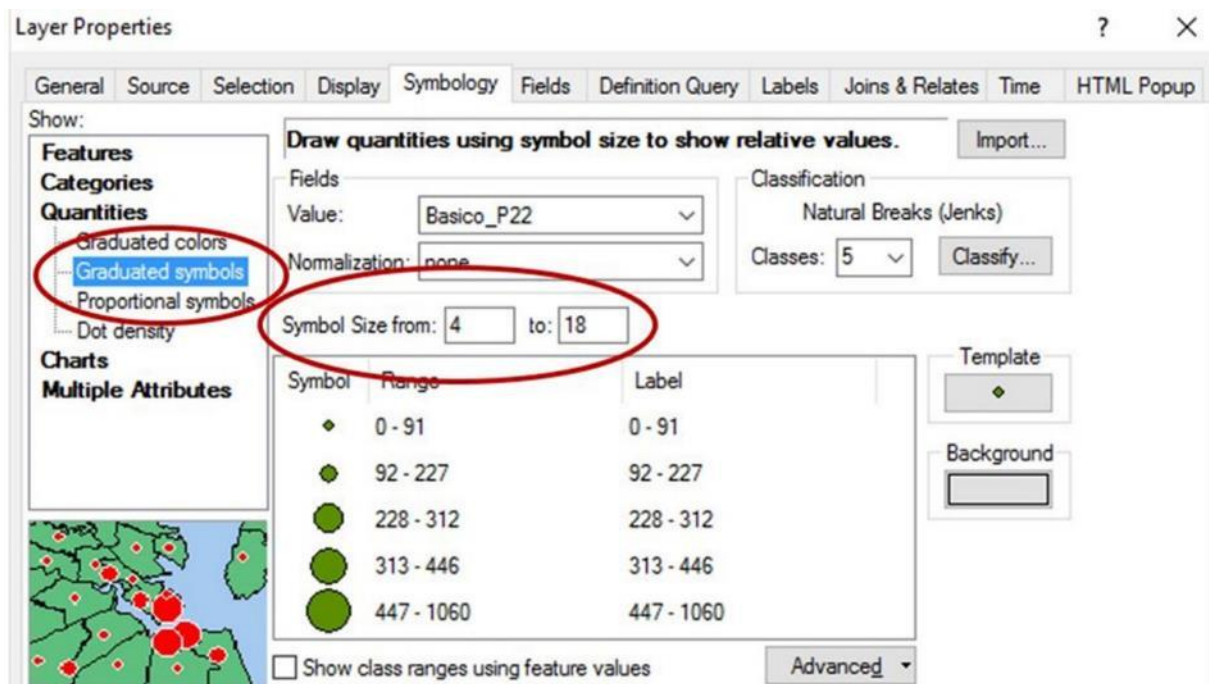 Layer Properties ? X
General Source Selection Display Symbology Fields Definition Query Labels Joins & Relates Time HTML Popup
Show:
Features
Categories
Quantities
Graduated colors
Graduated symbols
Proportional symbols
Dot density
Charts
Multiple Attributes
Draw quantities using symbol size to show relative values. Import...
Fields
Value: Basico_P22
Normalization: none
Classification
Natural Breaks (Jenks)
Classes: 5 Classify...
Symbol Size from: 4 to: 18
Symbol Range Label
0 - 91 0 - 91
92 - 227 92 - 227
228 - 312 228 - 312
313 - 446 313 - 446
447 - 1060 447 - 1060
Template
Background
Show class ranges using feature values Advanced